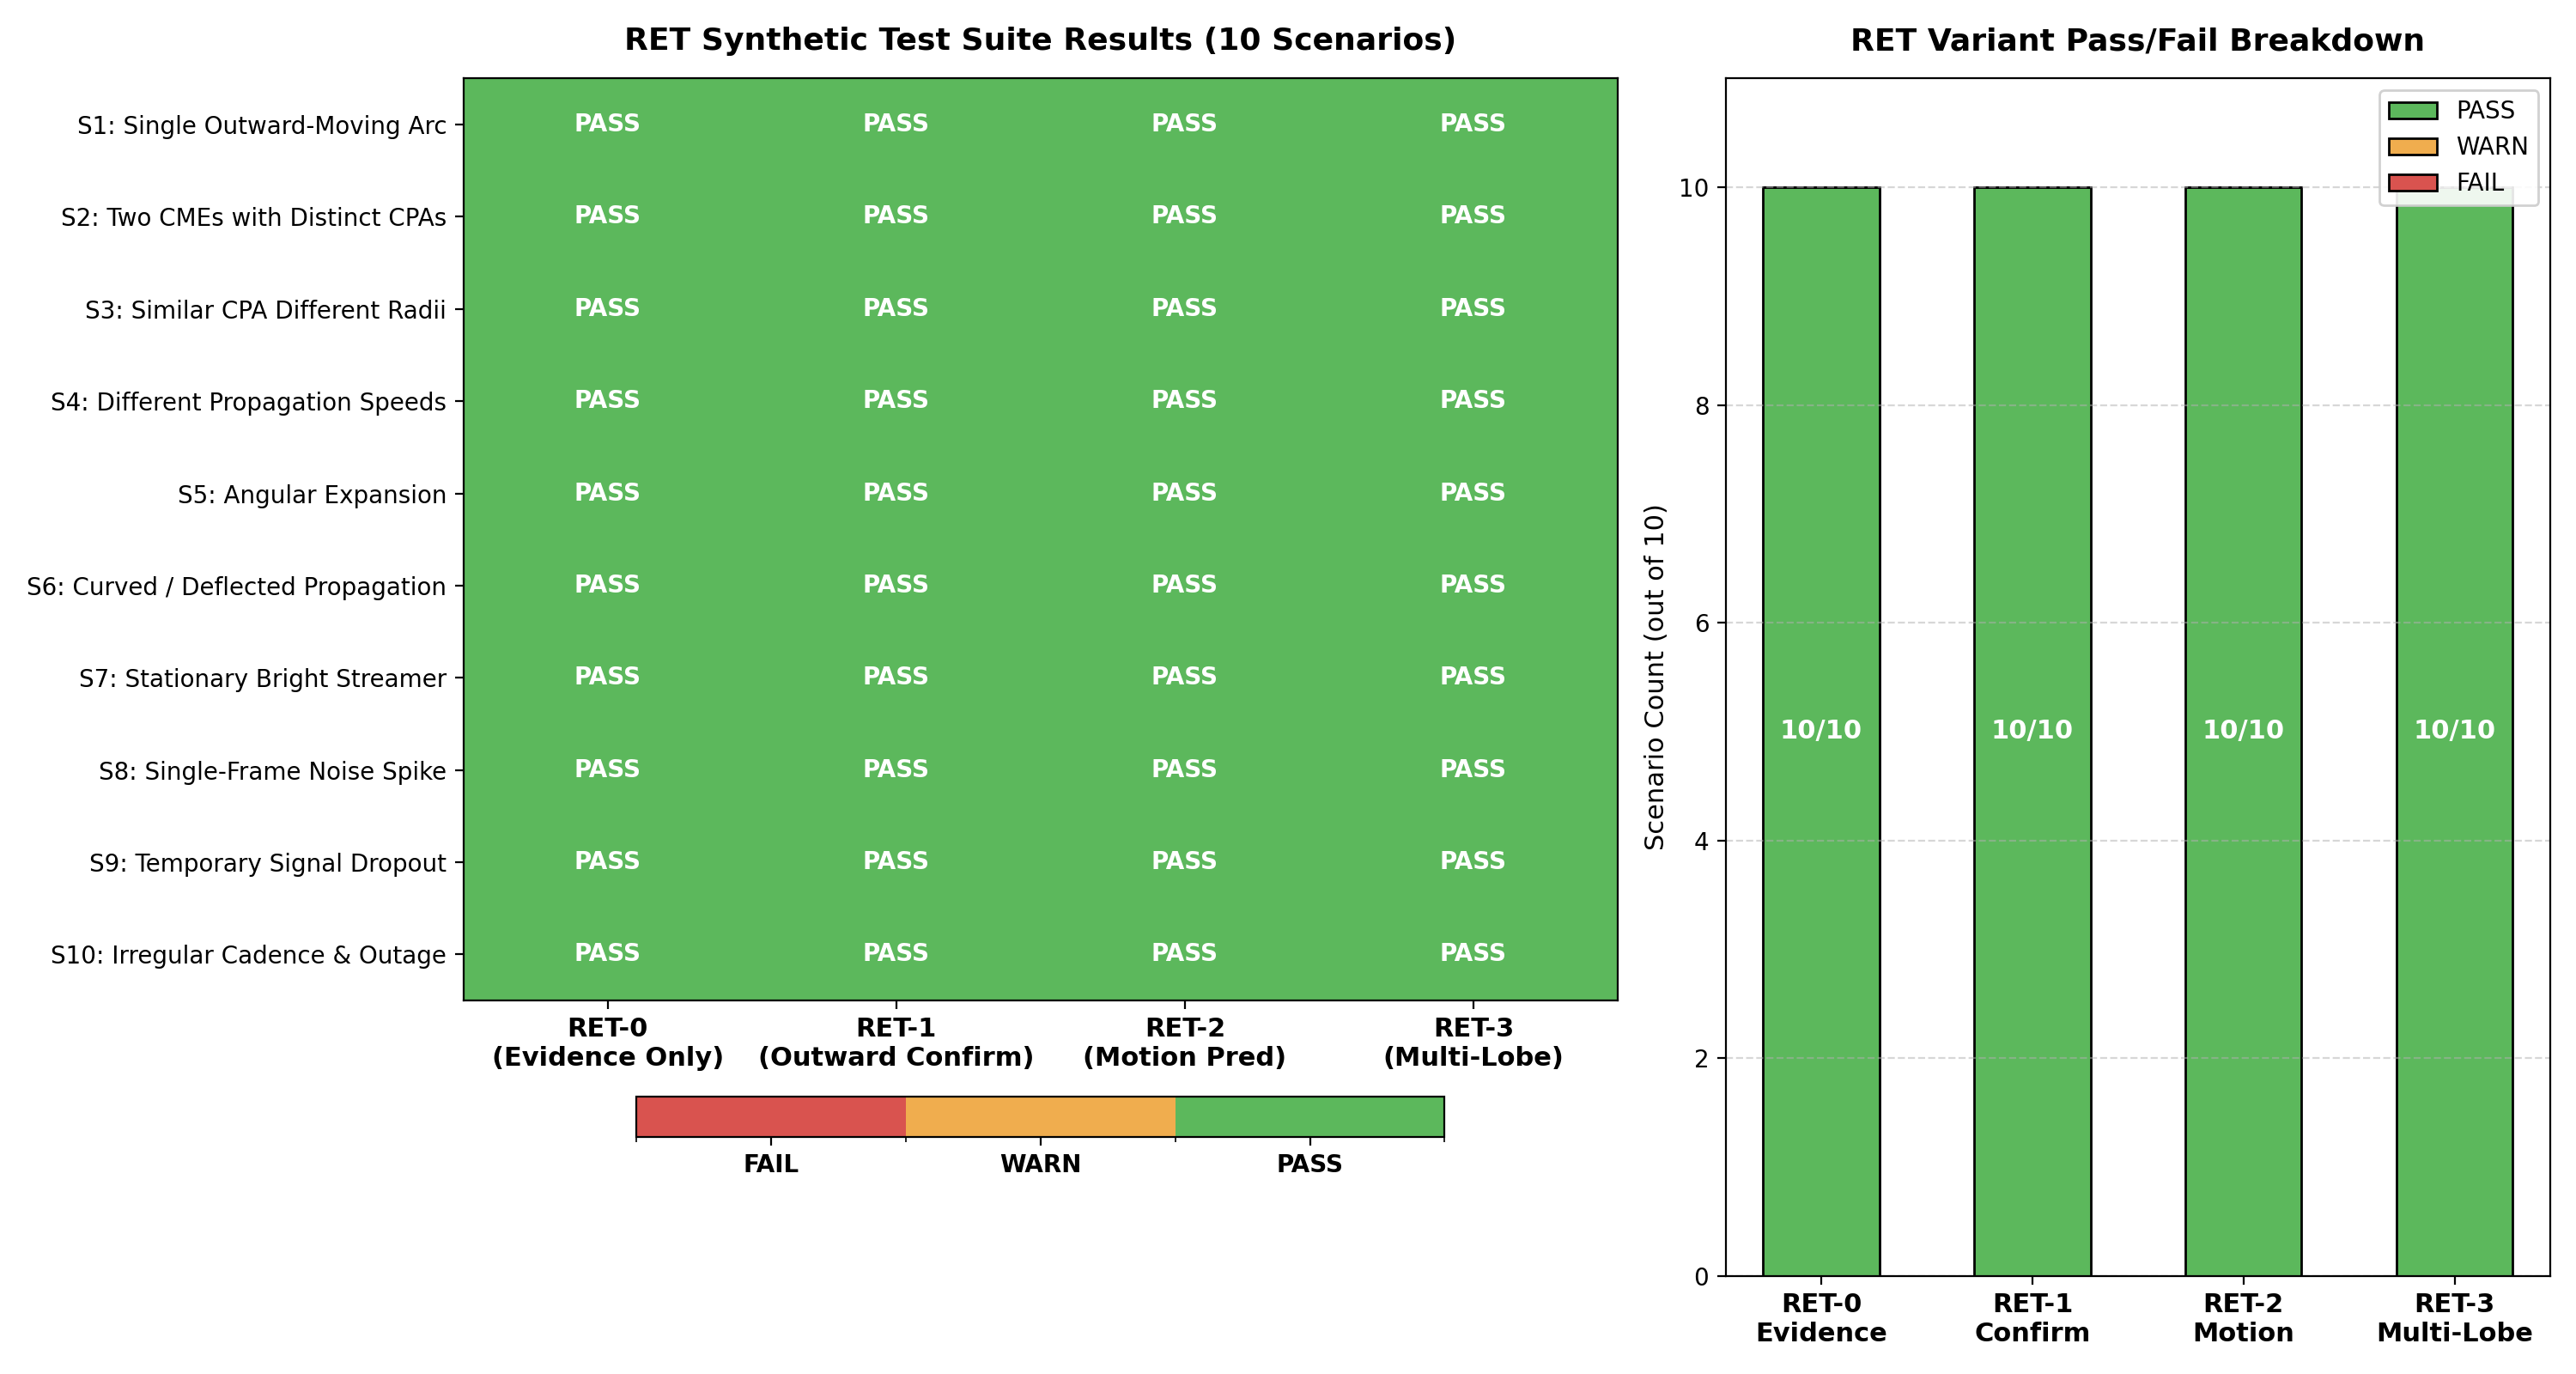 RET Synthetic Test Suite Results (10 Scenarios)
S1: Single Outward-Moving Arc
PASS PASS PASS PASS
S2: Two CMEs with Distinct CPAs
PASS PASS PASS PASS
S3: Similar CPA Different Radii
PASS PASS PASS PASS
S4: Different Propagation Speeds
PASS PASS PASS PASS
S5: Angular Expansion
PASS PASS PASS PASS
S6: Curved / Deflected Propagation
PASS PASS PASS PASS
S7: Stationary Bright Streamer
PASS PASS PASS PASS
S8: Single-Frame Noise Spike
PASS PASS PASS PASS
S9: Temporary Signal Dropout
PASS PASS PASS PASS
S10: Irregular Cadence & Outage
PASS PASS PASS PASS
RET-0
(Evidence Only)
RET-1
(Outward Confirm)
RET-2
(Motion Pred)
RET-3
(Multi-Lobe)
FAIL
WARN
PASS
RET Variant Pass/Fail Breakdown
PASS
WARN
FAIL
Scenario Count (out of 10)
10
8
6
4
2
0
10/10
10/10
10/10
10/10
RET-0
Evidence
RET-1
Confirm
RET-2
Motion
RET-3
Multi-Lobe